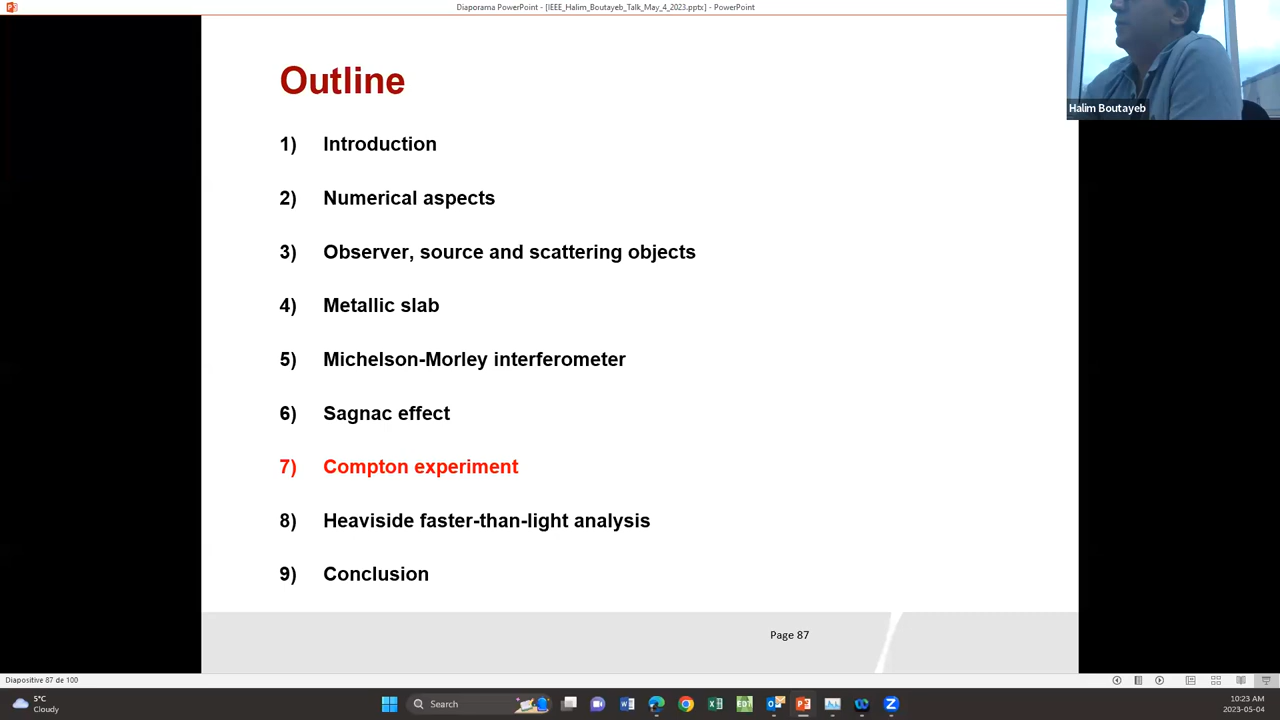 Diaporama PowerPoint - [IEEE_Halim_Boutayeb_Talk_May_4_2023.pptx] - PowerPoint
Halim Boutayeb
Outline
1) Introduction
2) Numerical aspects
3) Observer, source and scattering objects
4) Metallic slab
5) Michelson-Morley interferometer
6) Sagnac effect
7) Compton experiment
8) Heaviside faster-than-light analysis
9) Conclusion
Page 87
Diapositive 87 de 100
5°C
Cloudy
Search
EDT
10:23 AM
2023-05-04